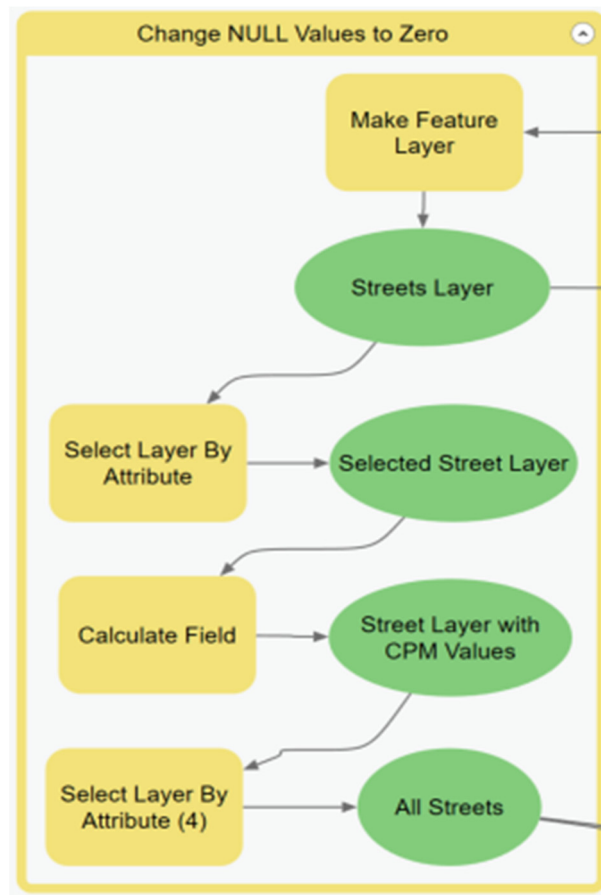 Change NULL Values to Zero
Make Feature
Layer
Streets Layer
Select Layer By
Attribute
Selected Street Layer
Calculate Field
Street Layer with
CPM Values
Select Layer By
Attribute (4)
All Streets